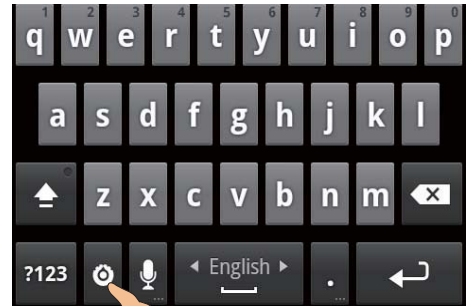 1 2 3 4 5 6 7 8 9 0
q w e r t y u i o p
a s d f g h j k l
z x c v b n m
?123 English . ...